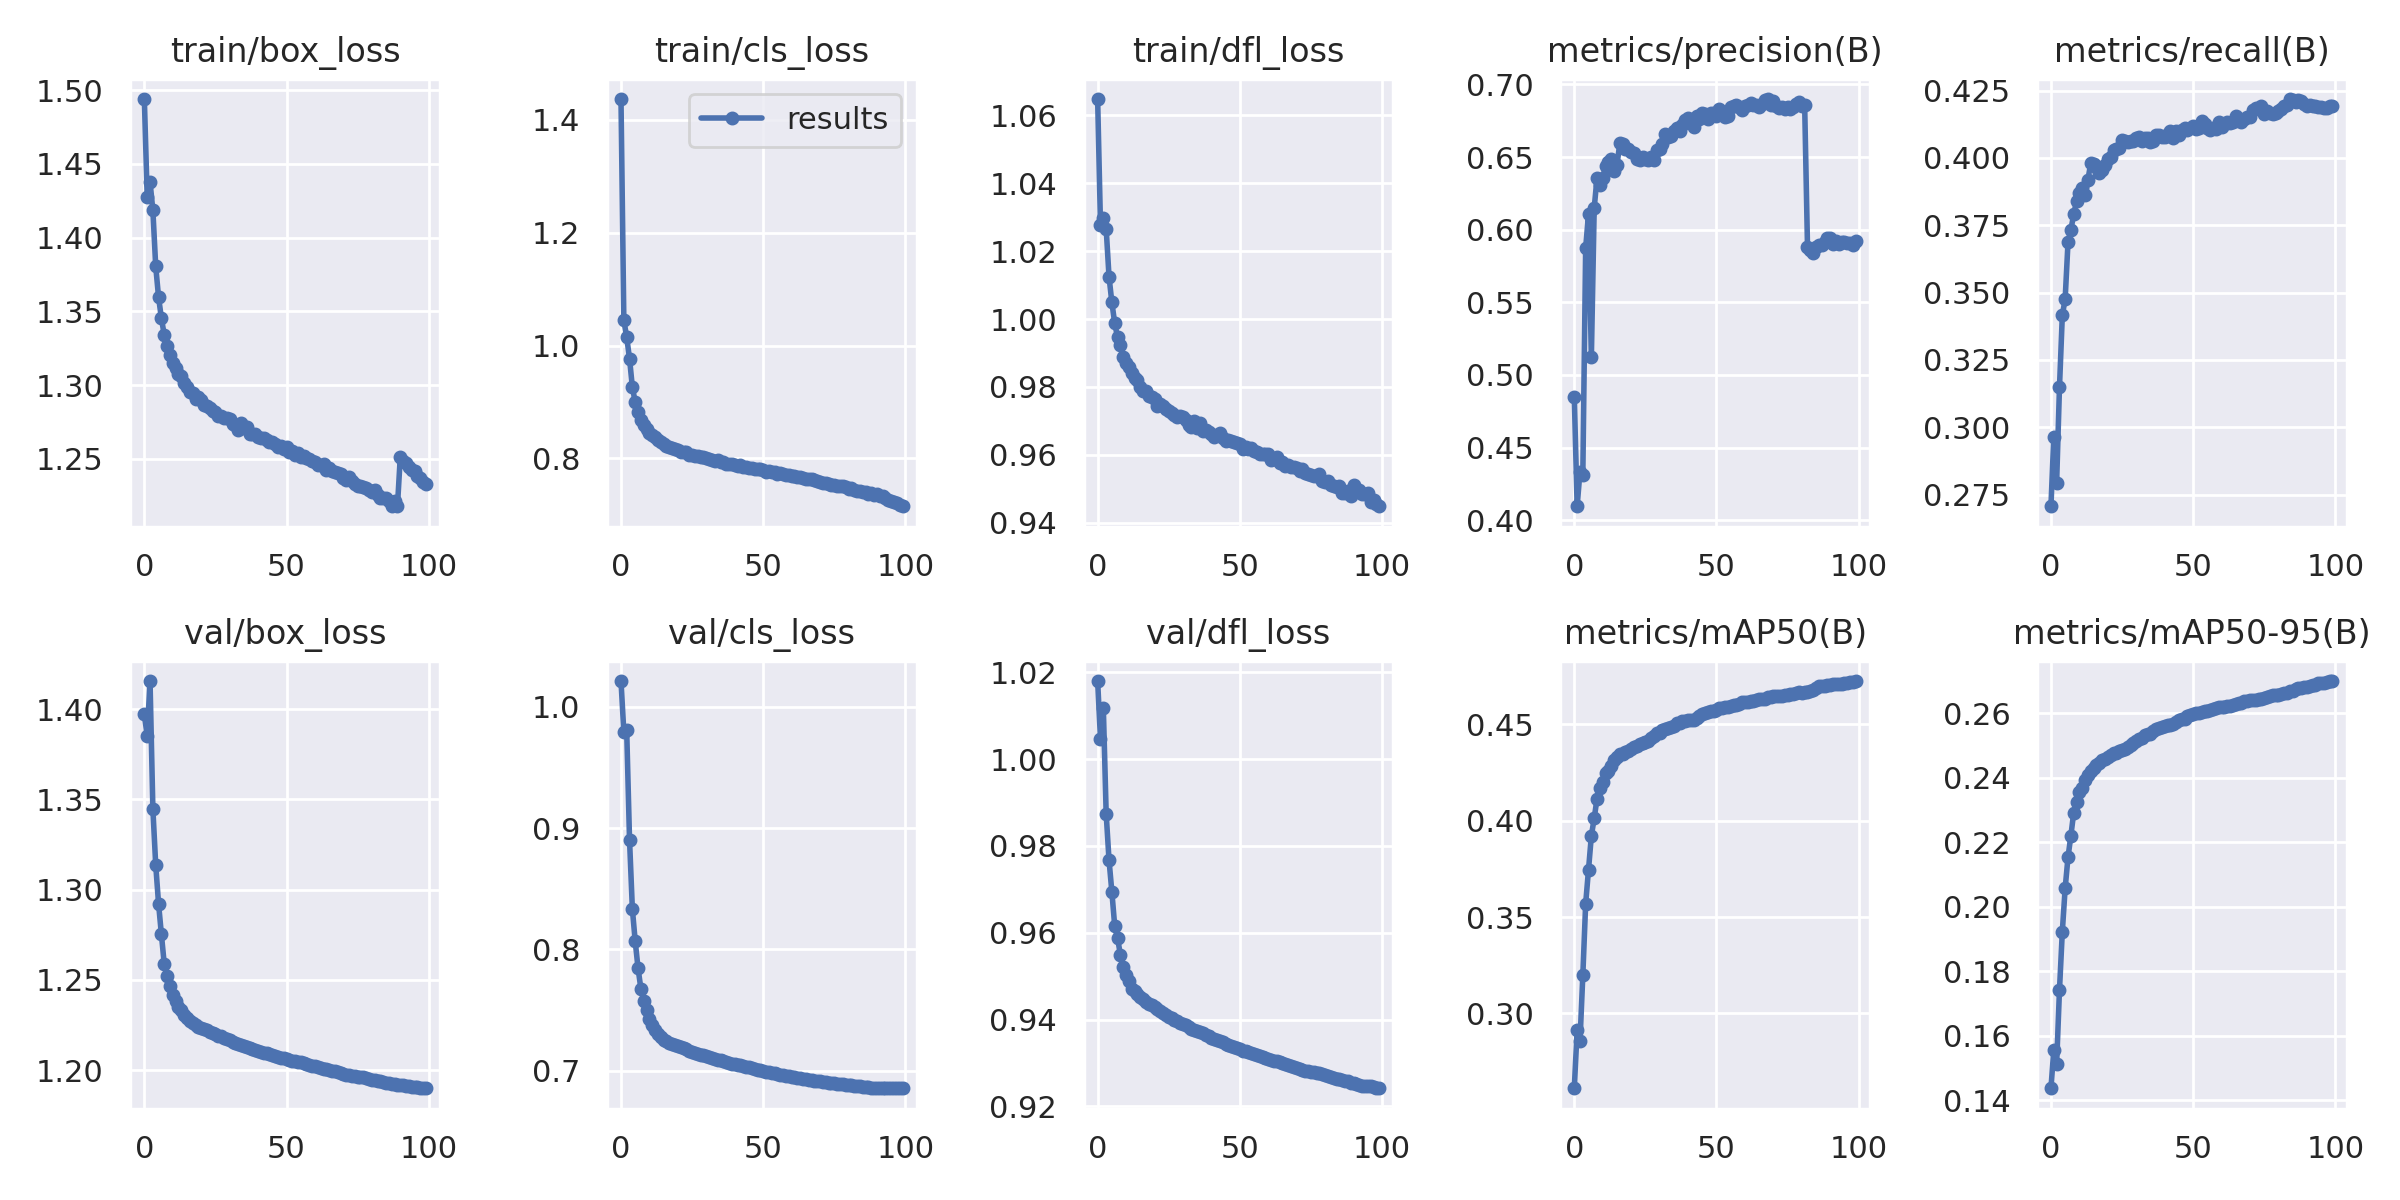 train/box_loss
1.50
1.45
1.40
1.35
1.30
1.25
0 50 100
train/cls_loss
results
1.4
1.2
1.0
0.8
0 50 100
train/dfl_loss
1.06
1.04
1.02
1.00
0.98
0.96
0.94
0 50 100
metrics/precision(B)
0.70
0.65
0.60
0.55
0.50
0.45
0.40
0 50 100
metrics/recall(B)
0.425
0.400
0.375
0.350
0.325
0.300
0.275
0 50 100
val/box_loss
1.40
1.35
1.30
1.25
1.20
0 50 100
val/cls_loss
1.0
0.9
0.8
0.7
0 50 100
val/dfl_loss
1.02
1.00
0.98
0.96
0.94
0.92
0 50 100
metrics/mAP50(B)
0.45
0.40
0.35
0.30
0 50 100
metrics/mAP50-95(B)
0.26
0.24
0.22
0.20
0.18
0.16
0.14
0 50 100